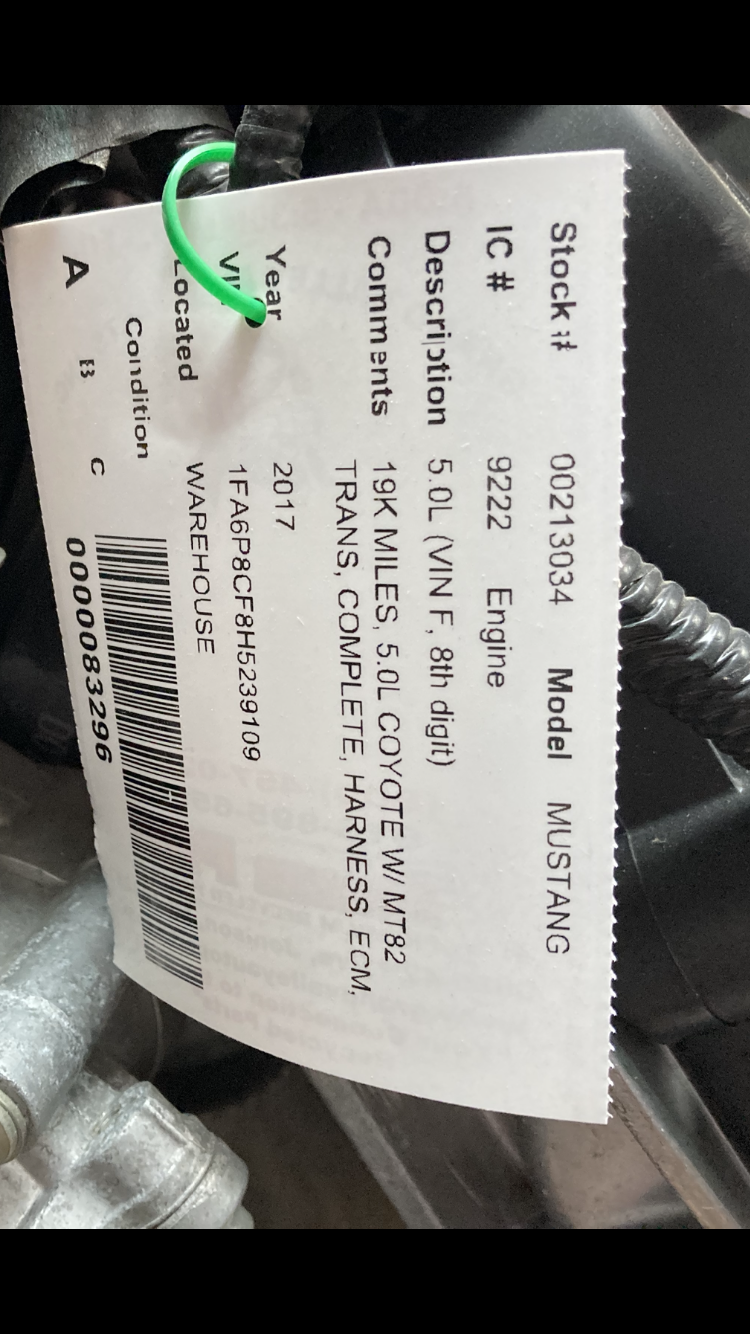 Stock # 00213034 Model MUSTANG
IC # 9222 Engine
Description 5.0L (VIN F, 8th digit)
Comments 19K MILES, 5.0L COYOTE W/ MT82
TRANS, COMPLETE, HARNESS, ECM,
Year 2017
VIN 1FA6P8CF8H5239109
Located WAREHOUSE
Condition
A B C
0000083296